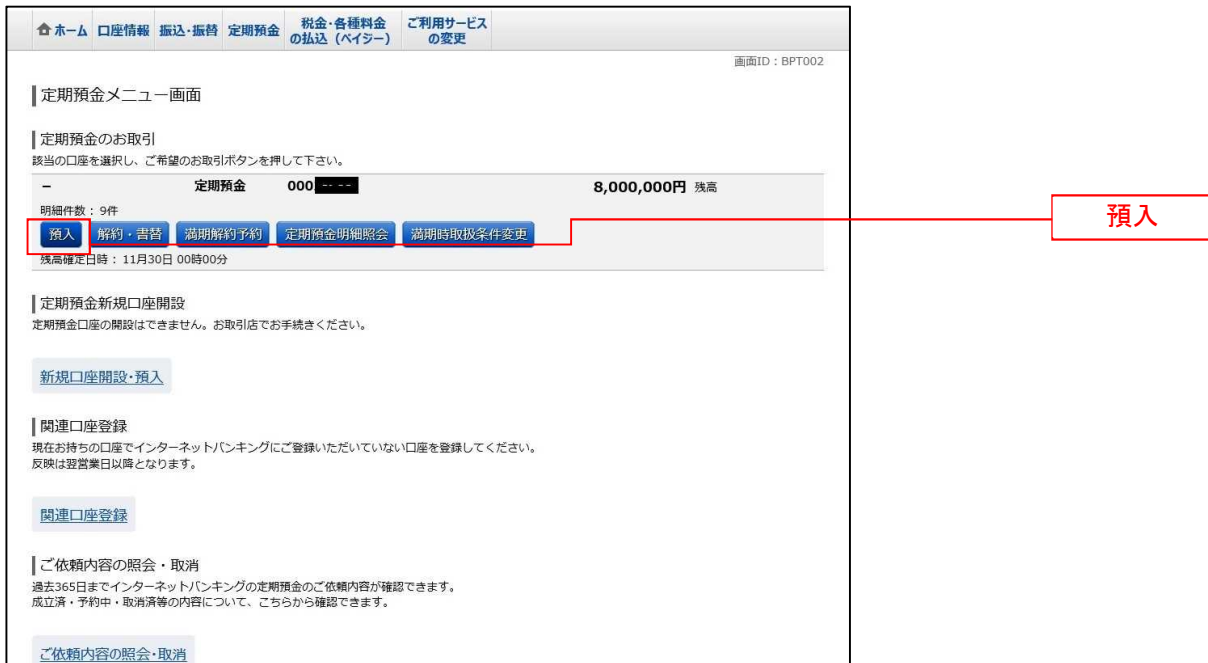 ホーム 口座情報 振込・振替 定期預金 税金・各種料金 ご利用サービス
の払込（ペイジー） の変更
画面ID：BPT002
定期預金メニュー画面
定期預金のお取引
該当の口座を選択し、ご希望のお取引ボタンを押して下さい。
− 定期預金 000 8,000,000円 残高
明細件数： 9件
預入 解約・書替 満期解約予約 定期預金明細照会 満期時取扱条件変更
預入
残高確定日時： 11月30日 00時00分
定期預金新規口座開設
定期預金口座の開設はできません。お取引店でお手続きください。
新規口座開設・預入
関連口座登録
現在お持ちの口座でインターネットバンキングにご登録いただいていない口座を登録してください。
反映は翌営業日以降となります。
関連口座登録
ご依頼内容の照会・取消
過去365日までインターネットバンキングの定期預金のご依頼内容が確認できます。
成立済・予約中・取消済等の内容について、こちらから確認できます。
ご依頼内容の照会・取消